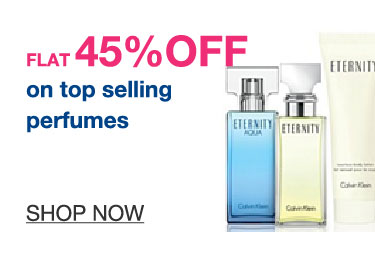 FLAT 45%OFF
on top selling
perfumes
SHOP NOW
ETERNITY
AQUA
Calvin Klein
ETERNITY
Calvin Klein
ETERNITY
Calvin Klein